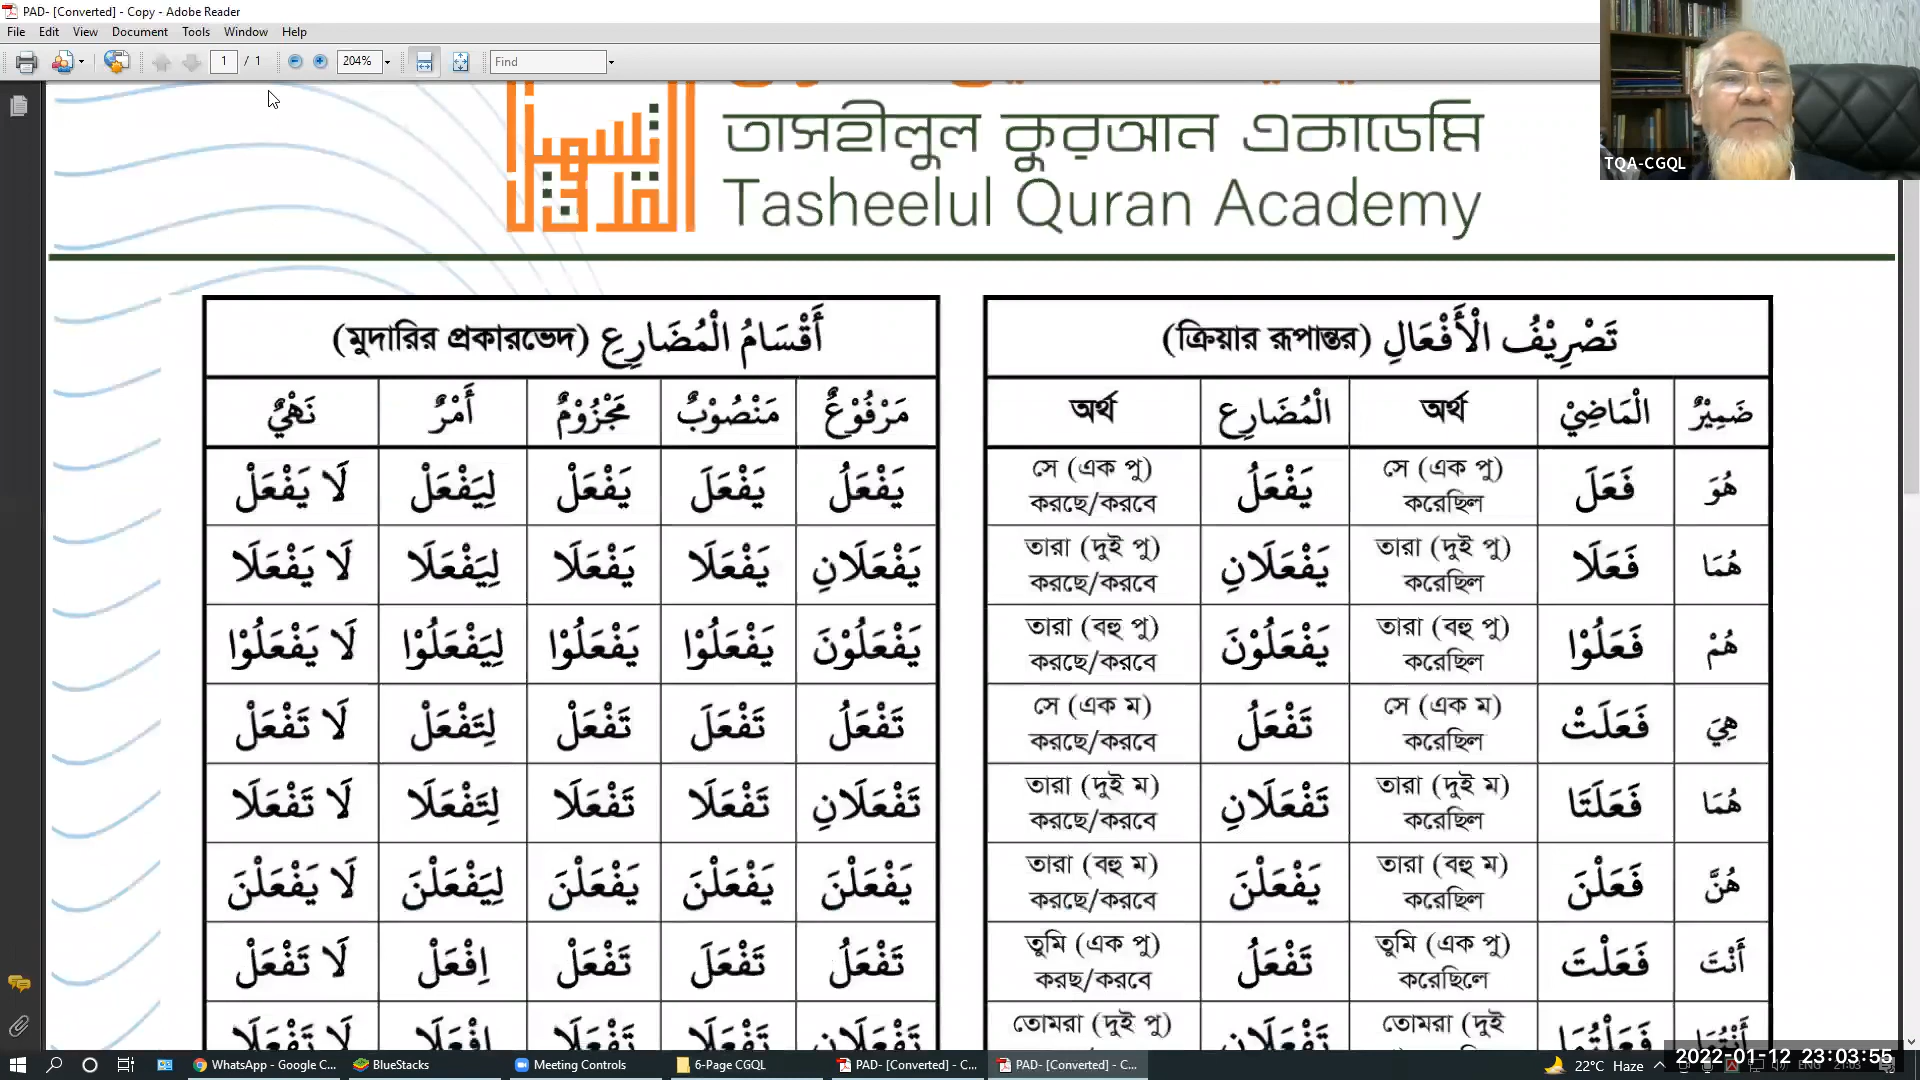 PAD- [Converted] - Copy - Adobe Reader
File Edit View Document Tools Window Help
1 / 1 204% Find
TQA-CGQL
তাসহীলুল কুরআন একাডেমি
Tasheelul Quran Academy
تَصْرِيْفُ الْأَفْعَالِ (ক্রিয়ার রূপান্তর)
ضَمِيْرٌ الْمَاضِيْ অর্থ الْمُضَارِع অর্থ
هُوَ فَعَلَ সে (এক পু) করেছিল يَفْعَلُ সে (এক পু) করছে/করবে
هُمَا فَعَلَا তারা (দুই পু) করেছিল يَفْعَلَانِ তারা (দুই পু) করছে/করবে
هُمْ فَعَلُوْا তারা (বহু পু) করেছিল يَفْعَلُوْنَ তারা (বহু পু) করছে/করবে
هِيَ فَعَلَتْ সে (এক ম) করেছিল تَفْعَلُ সে (এক ম) করছে/করবে
هُمَا فَعَلَتَا তারা (দুই ম) করেছিল تَفْعَلَانِ তারা (দুই ম) করছে/করবে
هُنَّ فَعَلْنَ তারা (বহু ম) করেছিল يَفْعَلْنَ তারা (বহু ম) করছে/করবে
أَنْتَ فَعَلْتَ তুমি (এক পু) করেছিলে تَفْعَلُ তুমি (এক পু) করছ/করবে
أَنْتُمَا فَعَلْتُمَا তোমরা (দুই تَفْعَلَانِ তোমরা (দুই পু)
أَقْسَامُ الْمُضَارِعِ (মুদারির প্রকারভেদ)
مَرْفُوْعٌ مَنْصُوْبٌ مَجْزُوْمٌ أَمْرٌ نَهْيٌ
يَفْعَلُ يَفْعَلَ يَفْعَلْ لِيَفْعَلْ لَا يَفْعَلْ
يَفْعَلَانِ يَفْعَلَا يَفْعَلَا لِيَفْعَلَا لَا يَفْعَلَا
يَفْعَلُوْنَ يَفْعَلُوْا يَفْعَلُوْا لِيَفْعَلُوْا لَا يَفْعَلُوْا
تَفْعَلُ تَفْعَلَ تَفْعَلْ لِتَفْعَلْ لَا تَفْعَلْ
تَفْعَلَانِ تَفْعَلَا تَفْعَلَا لِتَفْعَلَا لَا تَفْعَلَا
يَفْعَلْنَ يَفْعَلْنَ يَفْعَلْنَ لِيَفْعَلْنَ لَا يَفْعَلْنَ
تَفْعَلُ تَفْعَلَ تَفْعَلْ اِفْعَلْ لَا تَفْعَلْ
تَفْعَلَانِ تَفْعَلَا تَفْعَلَا اِفْعَلَا لَا تَفْعَلَا
WhatsApp - Google C... BlueStacks Meeting Controls 6-Page CGQL PAD- [Converted] - C... PAD- [Converted] - C... 22°C Haze
2022-01-12 23:03:55